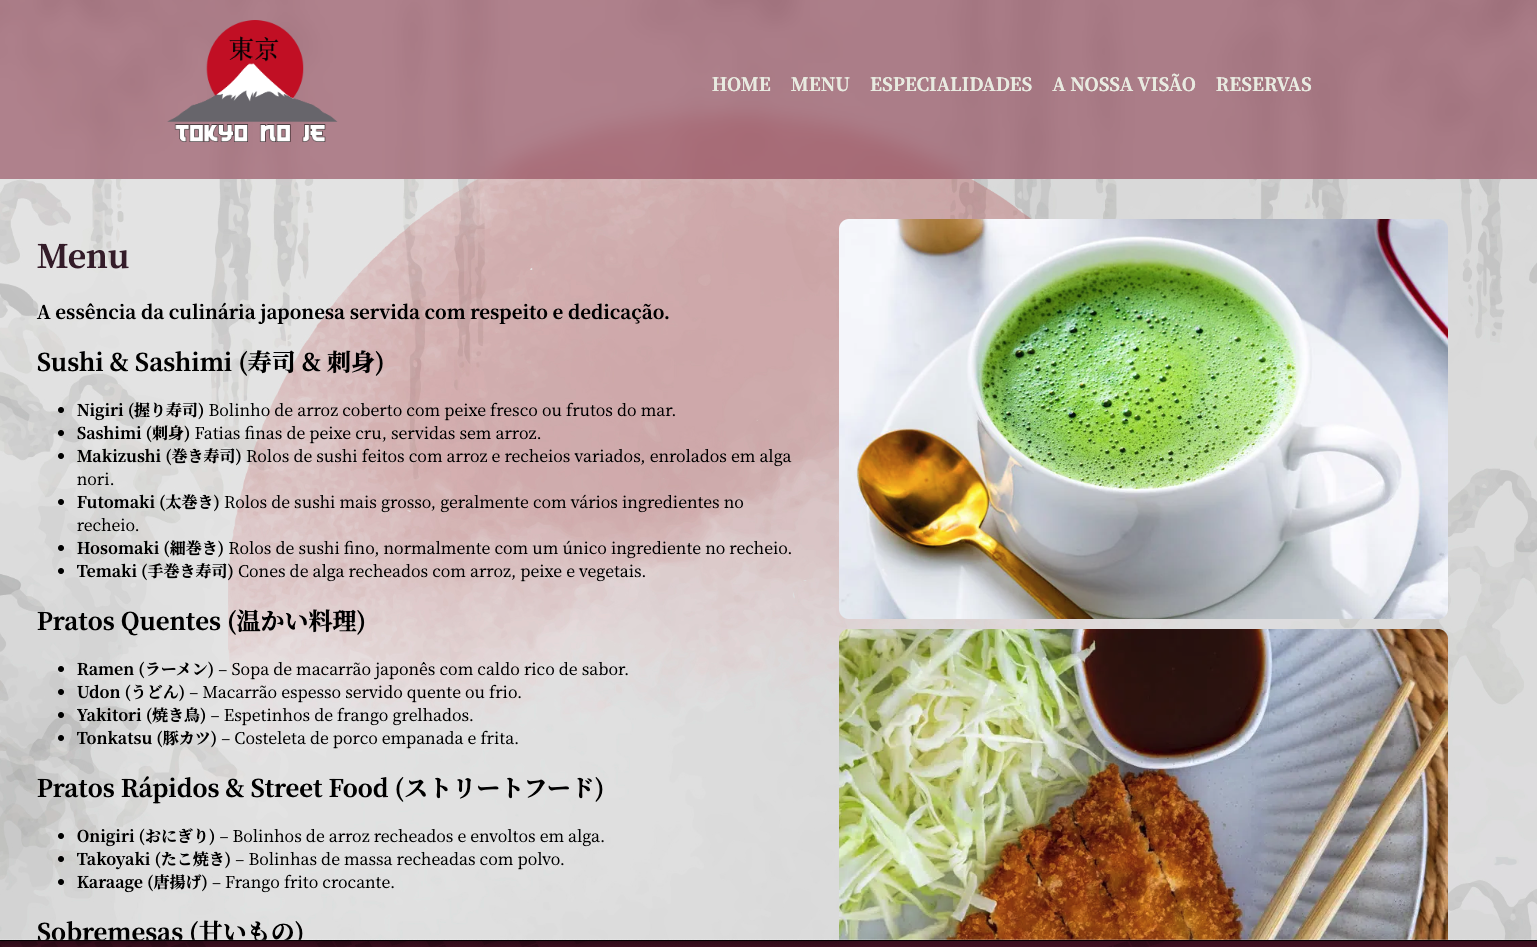 東京
TOKYO NO JE
HOME MENU ESPECIALIDADES A NOSSA VISÃO RESERVAS
Menu
A essência da culinária japonesa servida com respeito e dedicação.
Sushi & Sashimi (寿司 & 刺身)
Nigiri (握り寿司) Bolinho de arroz coberto com peixe fresco ou frutos do mar.
Sashimi (刺身) Fatias finas de peixe cru, servidas sem arroz.
Makizushi (巻き寿司) Rolos de sushi feitos com arroz e recheios variados, enrolados em alga
nori.
Futomaki (太巻き) Rolos de sushi mais grosso, geralmente com vários ingredientes no
recheio.
Hosomaki (細巻き) Rolos de sushi fino, normalmente com um único ingrediente no recheio.
Temaki (手巻き寿司) Cones de alga recheados com arroz, peixe e vegetais.
Pratos Quentes (温かい料理)
Ramen (ラーメン) – Sopa de macarrão japonês com caldo rico de sabor.
Udon (うどん) – Macarrão espesso servido quente ou frio.
Yakitori (焼き鳥) – Espetinhos de frango grelhados.
Tonkatsu (豚カツ) – Costeleta de porco empanada e frita.
Pratos Rápidos & Street Food (ストリートフード)
Onigiri (おにぎり) – Bolinhos de arroz recheados e envoltos em alga.
Takoyaki (たこ焼き) – Bolinhas de massa recheadas com polvo.
Karaage (唐揚げ) – Frango frito crocante.
Sobremesas (甘いもの)